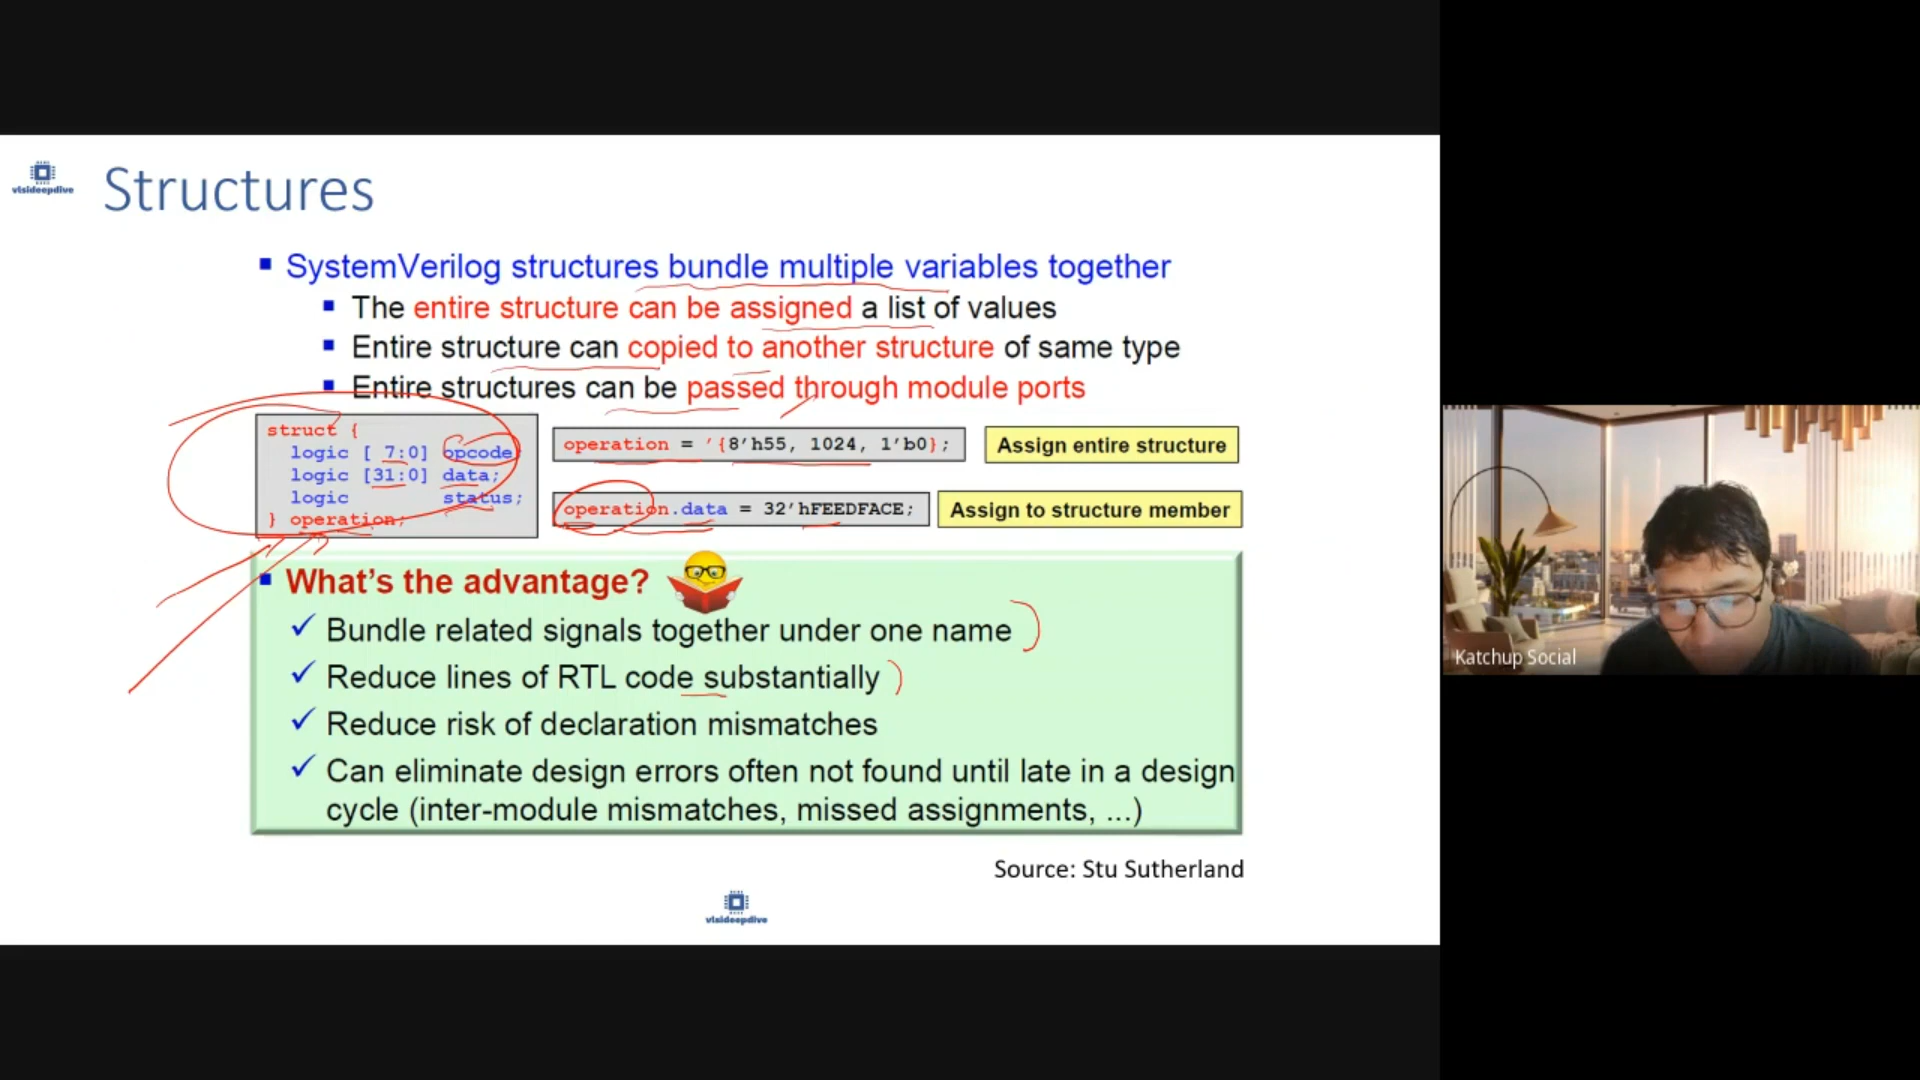 vlsideepdive
Structures
SystemVerilog structures bundle multiple variables together
The entire structure can be assigned a list of values
Entire structure can copied to another structure of same type
Entire structures can be passed through module ports
struct {
logic [ 7:0] opcode
logic [31:0] data;
logic status;
} operation;
operation = '{8'h55, 1024, 1'b0};
Assign entire structure
operation.data = 32'hFEEDFACE;
Assign to structure member
What's the advantage?
Bundle related signals together under one name
Reduce lines of RTL code substantially
Reduce risk of declaration mismatches
Can eliminate design errors often not found until late in a design
cycle (inter-module mismatches, missed assignments, ...)
Source: Stu Sutherland
vlsideepdive
Katchup Social